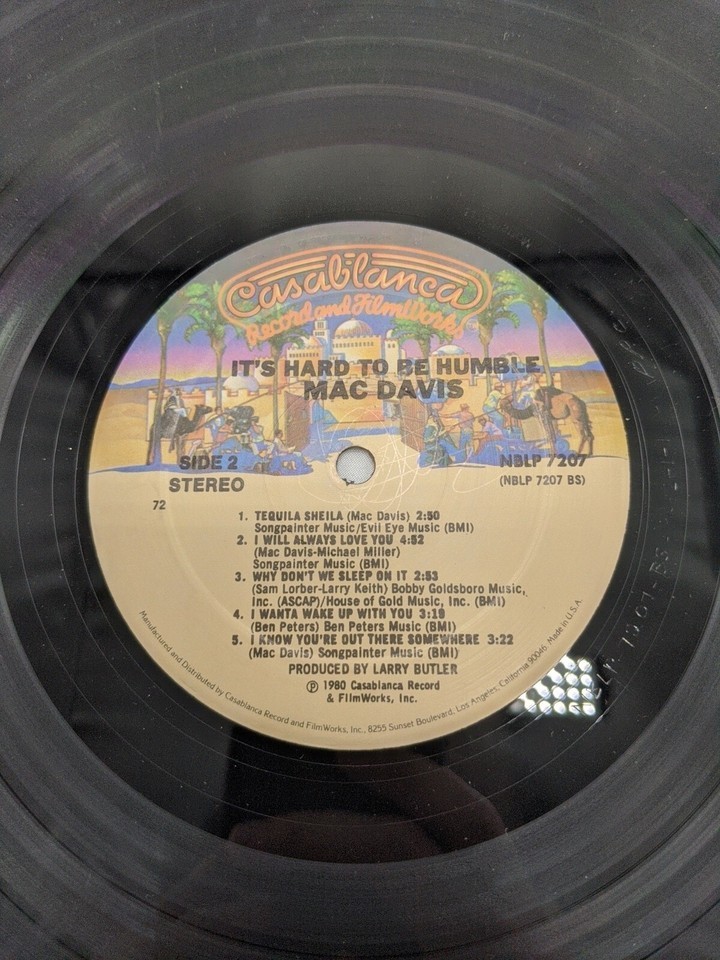 Casablanca
Record and FilmWorks
IT'S HARD TO BE HUMBLE
MAC DAVIS
SIDE 2
STEREO
NBLP 7207
(NBLP 7207 BS)
72
1. TEQUILA SHEILA (Mac Davis) 2:50
Songpainter Music/Evil Eye Music (BMI)
2. I WILL ALWAYS LOVE YOU 4:52
(Mac Davis-Michael Miller)
Songpainter Music (BMI)
3. WHY DON'T WE SLEEP ON IT 2:53
(Sam Lorber-Larry Keith) Bobby Goldsboro Music,
Inc. (ASCAP)/House of Gold Music, Inc. (BMI)
4. I WANTA WAKE UP WITH YOU 3:18
(Ben Peters) Ben Peters Music (BMI)
5. I KNOW YOU'RE OUT THERE SOMEWHERE 3:22
(Mac Davis) Songpainter Music (BMI)
PRODUCED BY LARRY BUTLER
℗ 1980 Casablanca Record
& FilmWorks, Inc.
Manufactured and Distributed by Casablanca Record and FilmWorks, Inc., 8255 Sunset Boulevard, Los Angeles, California 90046 Made in U.S.A.